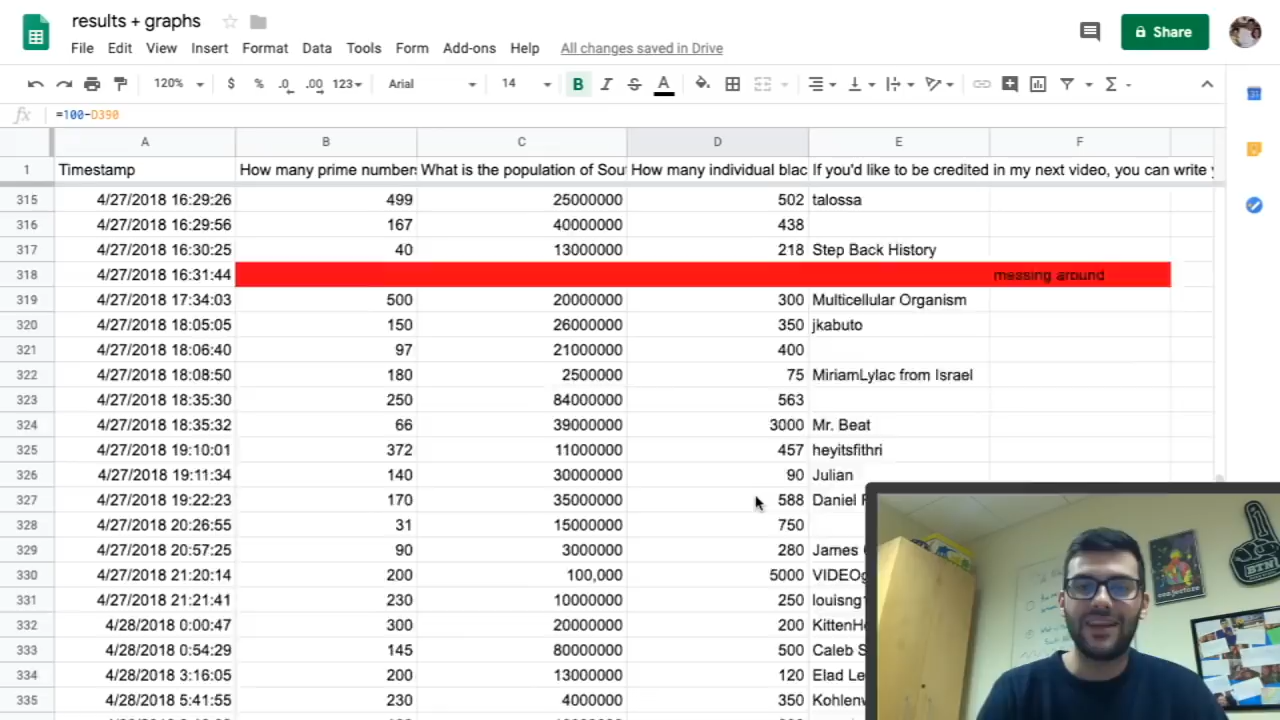 results + graphs
File Edit View Insert Format Data Tools Form Add-ons Help All changes saved in Drive
Share
120% $ % .0 .00 123 Arial 14 B I S A
fx =100-D390
A B C D E F
1 Timestamp How many prime numbers What is the population of Sou How many individual blac If you'd like to be credited in my next video, you can write
315 4/27/2018 16:29:26 499 25000000 502 talossa
316 4/27/2018 16:29:56 167 40000000 438
317 4/27/2018 16:30:25 40 13000000 218 Step Back History
318 4/27/2018 16:31:44 messing around
319 4/27/2018 17:34:03 500 20000000 300 Multicellular Organism
320 4/27/2018 18:05:05 150 26000000 350 jkabuto
321 4/27/2018 18:06:40 97 21000000 400
322 4/27/2018 18:08:50 180 2500000 75 MiriamLylac from Israel
323 4/27/2018 18:35:30 250 84000000 563
324 4/27/2018 18:35:32 66 39000000 3000 Mr. Beat
325 4/27/2018 19:10:01 372 11000000 457 heyitsfithri
326 4/27/2018 19:11:34 140 30000000 90 Julian
327 4/27/2018 19:22:23 170 35000000 588 Daniel
328 4/27/2018 20:26:55 31 15000000 750
329 4/27/2018 20:57:25 90 3000000 280 James
330 4/27/2018 21:20:14 200 100,000 5000 VIDEOg
331 4/27/2018 21:21:41 230 10000000 250 louisng
332 4/28/2018 0:00:47 300 20000000 200 KittenHo
333 4/28/2018 0:54:29 145 80000000 500 Caleb S
334 4/28/2018 3:16:05 200 13000000 120 Elad Le
335 4/28/2018 5:41:55 230 4000000 350 Kohlenw
BTN
conjecture